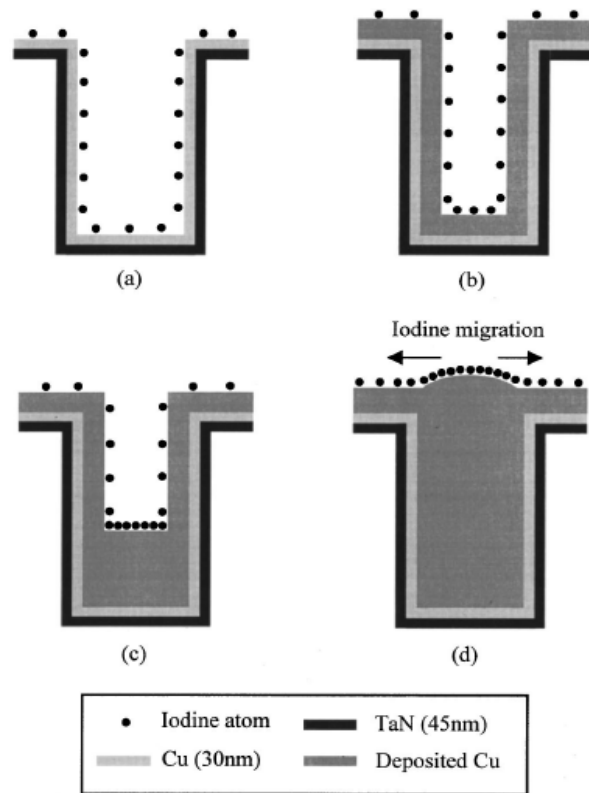 (a)
(b)
Iodine migration
(c)
(d)
Iodine atom
TaN (45nm)
Cu (30nm)
Deposited Cu